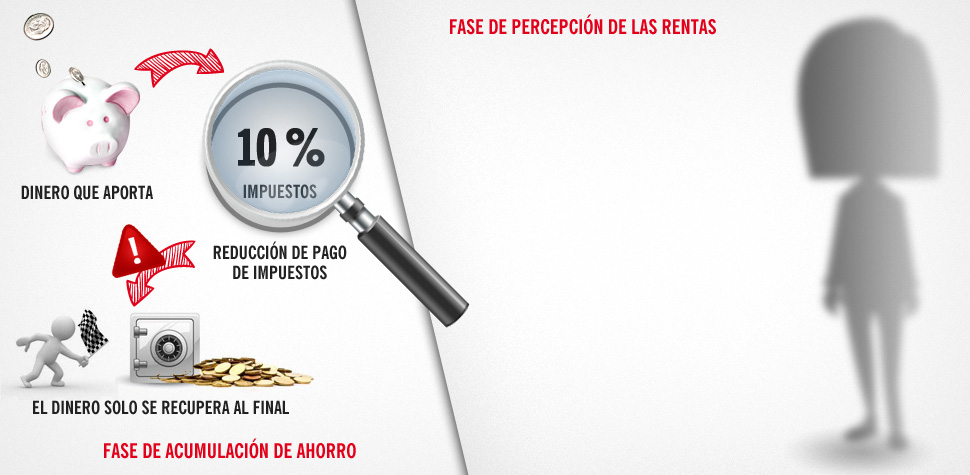 FASE DE PERCEPCIÓN DE LAS RENTAS
10 %
IMPUESTOS
DINERO QUE APORTA
REDUCCIÓN DE PAGO
DE IMPUESTOS
!
EL DINERO SOLO SE RECUPERA AL FINAL
FASE DE ACUMULACIÓN DE AHORRO